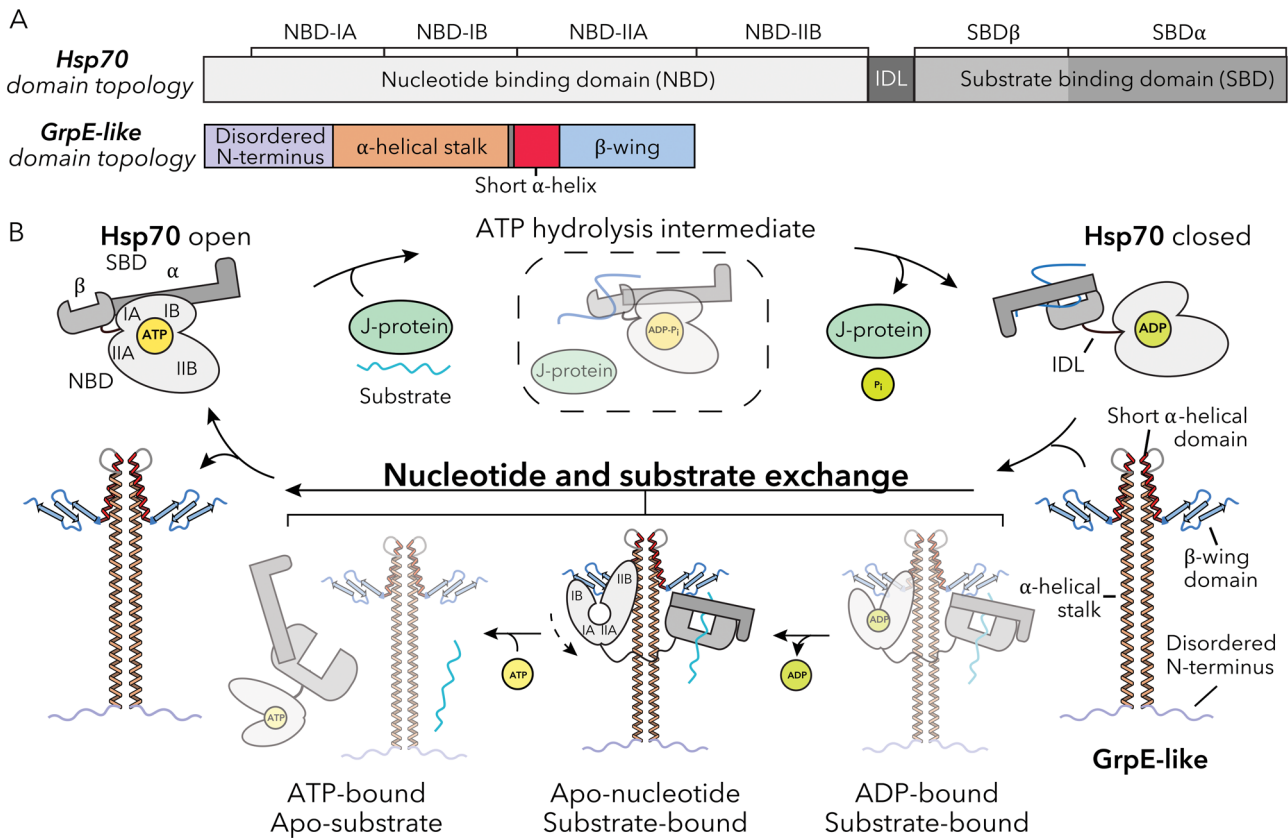 A
NBD-IA NBD-IB NBD-IIA NBD-IIB SBDβ SBDα
Hsp70
domain topology
Nucleotide binding domain (NBD) IDL Substrate binding domain (SBD)
GrpE-like
domain topology
Disordered
N-terminus
α-helical stalk
β-wing
Short α-helix
B
Hsp70 open
SBD
β
α
IA
IB
ATP
IIA
IIB
NBD
J-protein
Substrate
ATP hydrolysis intermediate
ADP-Pi
J-protein
J-protein
Pi
Hsp70 closed
ADP
IDL
Nucleotide and substrate exchange
Short α-helical
domain
β-wing
domain
α-helical
stalk
Disordered
N-terminus
GrpE-like
ATP
ATP
IB
IIB
IA IIA
ADP
ADP
ATP-bound
Apo-substrate
Apo-nucleotide
Substrate-bound
ADP-bound
Substrate-bound